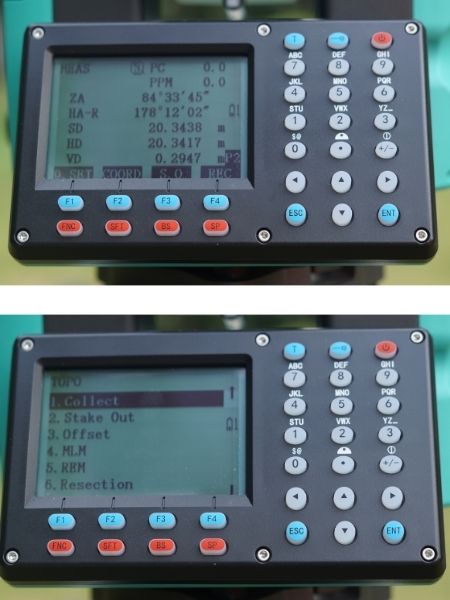 MEAS PC 0.0
PPM 0.0
ZA 84°33'45"
HA-R 178°12'02"
SD 20.3438 m
HD 20.3417 m
VD 0.2947 m P2
D.SET COORD S.O. REC
F1 F2 F3 F4
FNC SFT BS SP
ABC DEF GHI
7 8 9
JKL MNO PQR
4 5 6
STU VWX YZ_
1 2 3
$@
0 • +/-
ESC ENT
TOPO
1.Collect
2.Stake Out
3.Offset
4.MLM
5.REM
6.Resection
F1 F2 F3 F4
FNC SFT BS SP
ABC DEF GHI
7 8 9
JKL MNO PQR
4 5 6
STU VWX YZ_
1 2 3
$@
0 • +/-
ESC ENT